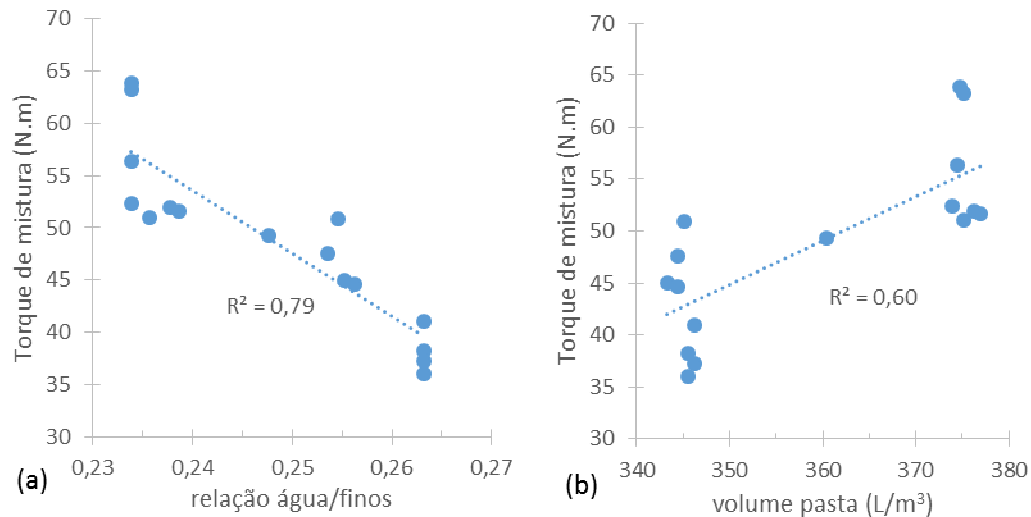 70
65
60
55
50
45
40
35
30
Torque de mistura (N.m)
R² = 0,79
0,23 0,24 0,25 0,26 0,27
relação água/finos
(a)
70
65
60
55
50
45
40
35
30
Torque de mistura (N.m)
R² = 0,60
340 350 360 370 380
volume pasta (L/m³)
(b)